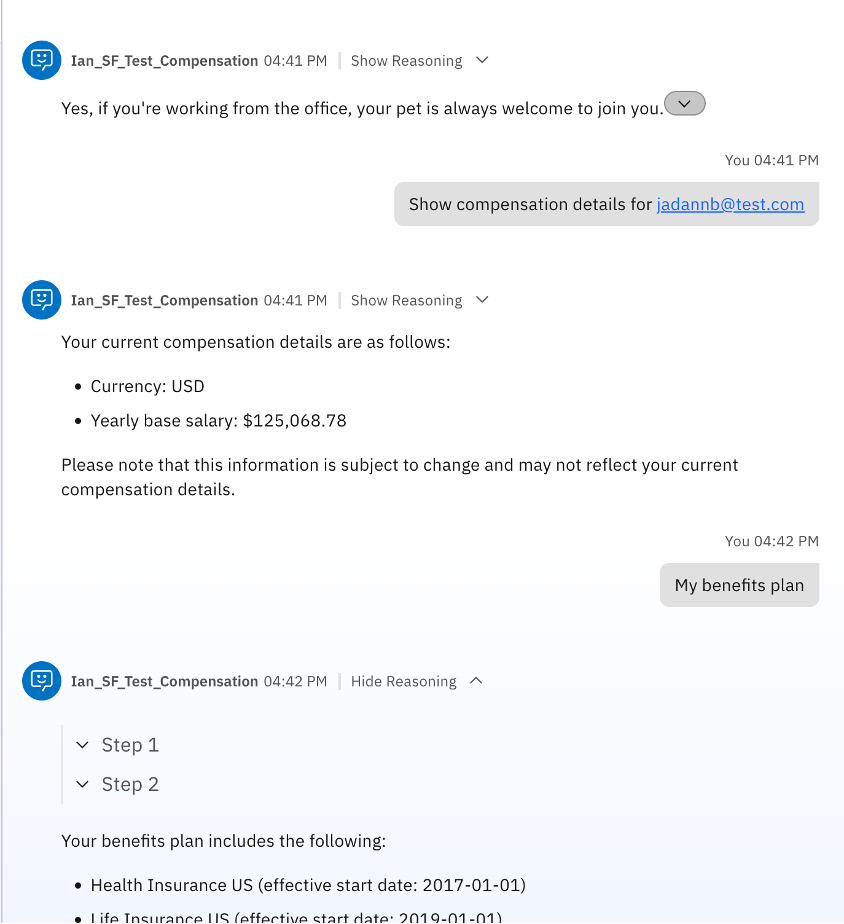 Ian_SF_Test_Compensation 04:41 PM | Show Reasoning
Yes, if you're working from the office, your pet is always welcome to join you.
You 04:41 PM
Show compensation details for jadannb@test.com
Ian_SF_Test_Compensation 04:41 PM | Show Reasoning
Your current compensation details are as follows:
• Currency: USD
• Yearly base salary: $125,068.78
Please note that this information is subject to change and may not reflect your current
compensation details.
You 04:42 PM
My benefits plan
Ian_SF_Test_Compensation 04:42 PM | Hide Reasoning
Step 1
Step 2
Your benefits plan includes the following:
• Health Insurance US (effective start date: 2017-01-01)
• Life Insurance US (effective start date: 2019-01-01)